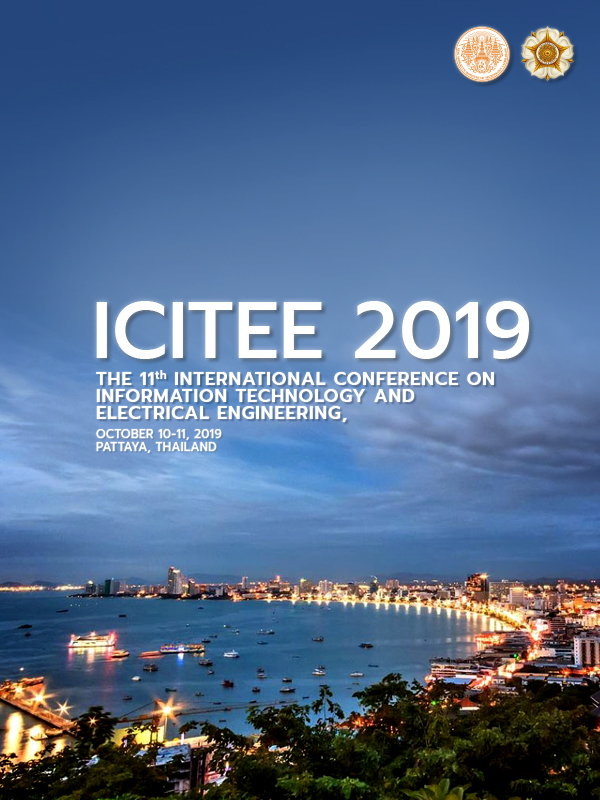 ICITEE 2019
THE 11th INTERNATIONAL CONFERENCE ON
INFORMATION TECHNOLOGY AND
ELECTRICAL ENGINEERING,
OCTOBER 10-11, 2019
PATTAYA, THAILAND